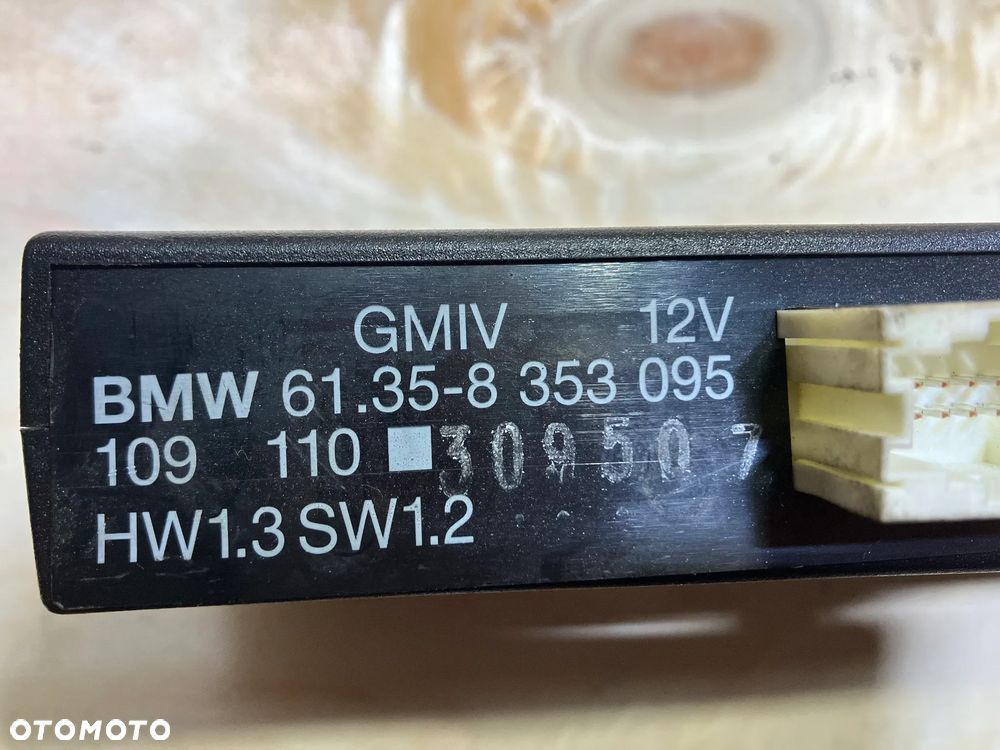 GMIV 12V
BMW 61.35-8 353 095
109 110 309507
HW1.3 SW1.2
OTOMOTO